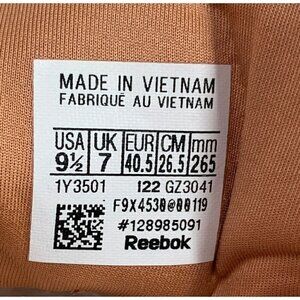 MADE IN VIETNAM
FABRIQUÉ AU VIETNAM
USA UK EUR CM mm
9½ 7 40.5 26.5 265
1Y3501 I22 GZ3041
F9X4530@00119
#128985091
Reebok